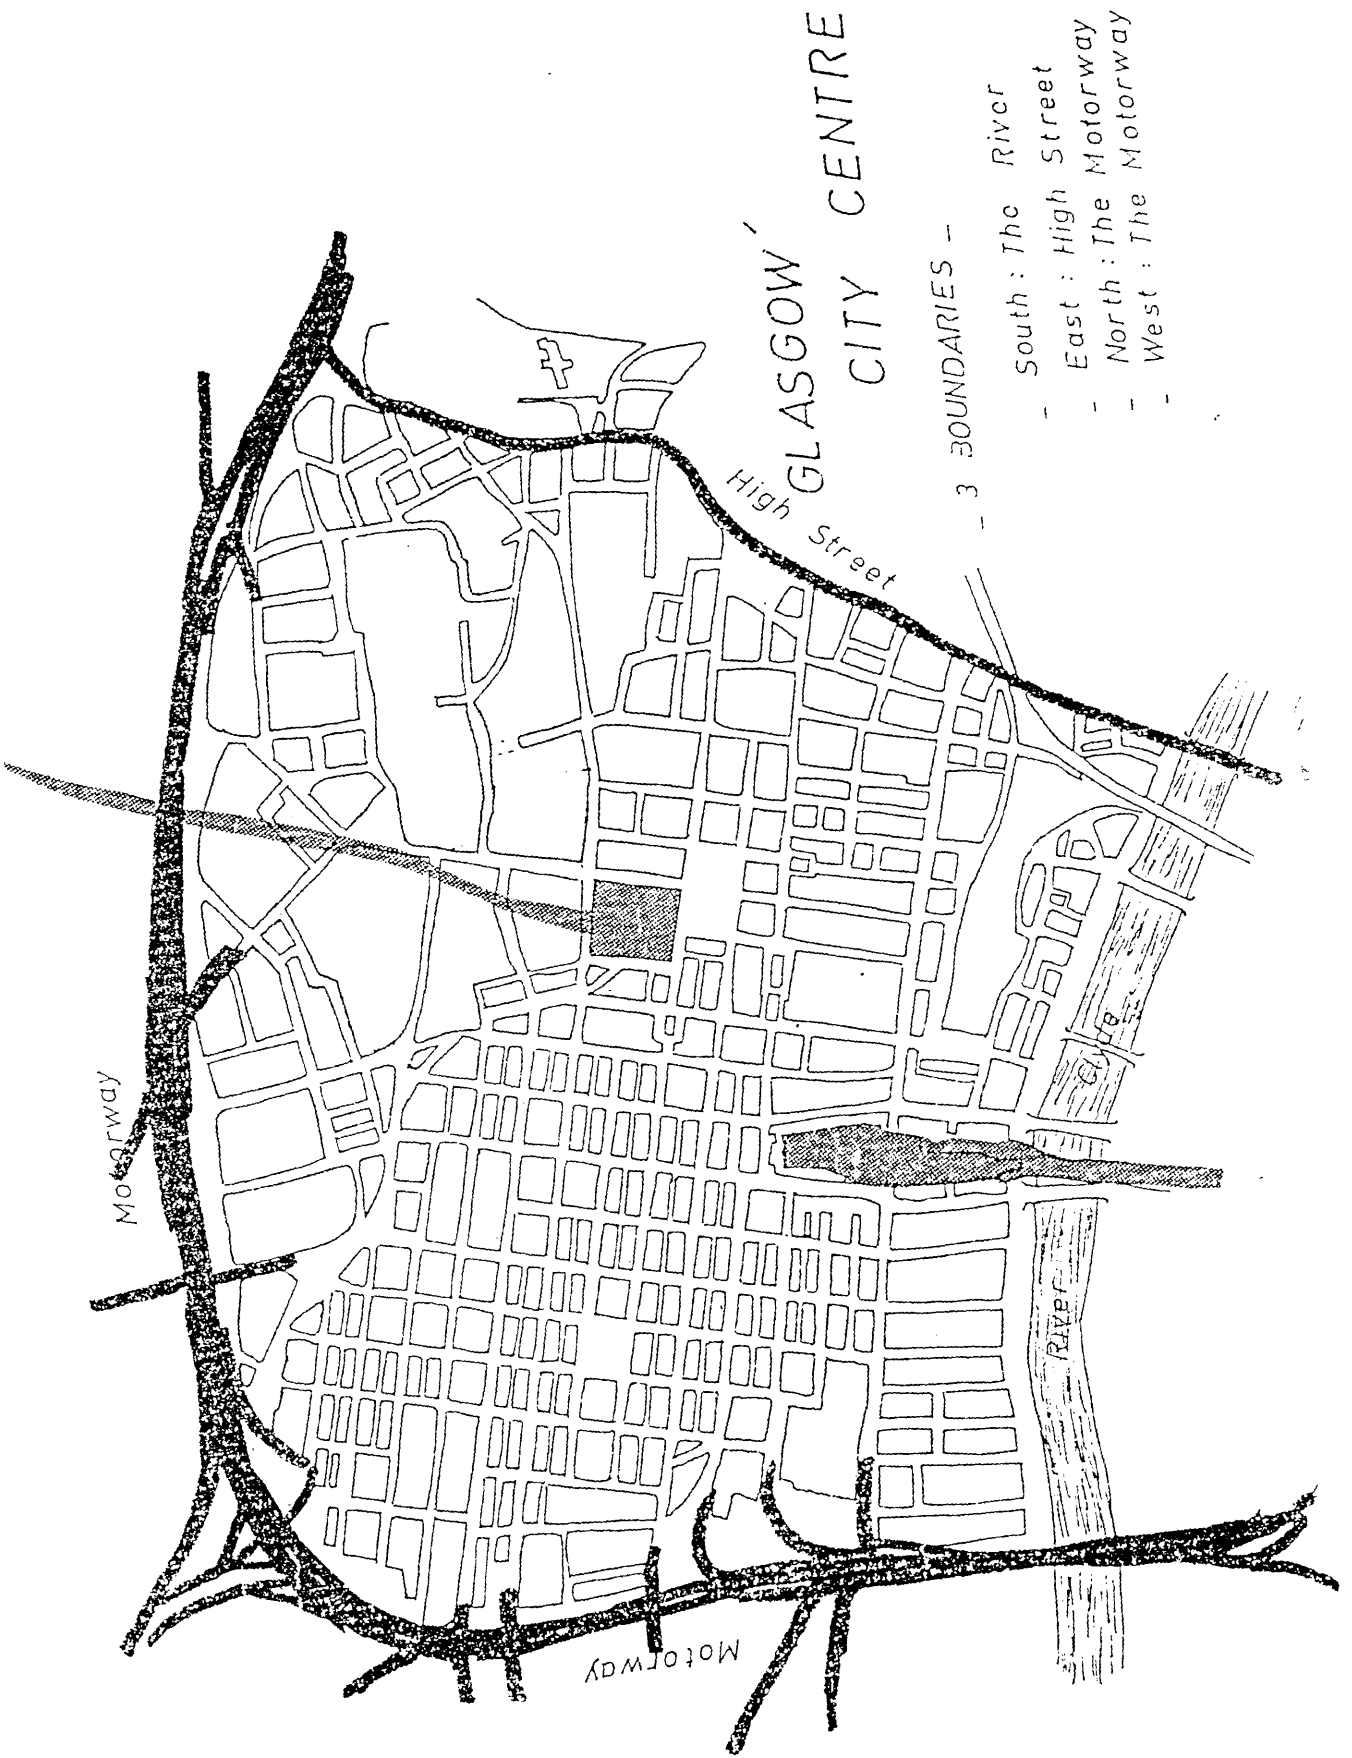 GLASGOW'
CITY CENTRE
- 3 BOUNDARIES -
- South : The River
- East : High Street
- North : The Motorway
- West : The Motorway
High Street
Motorway
Motorway
River
Clyde